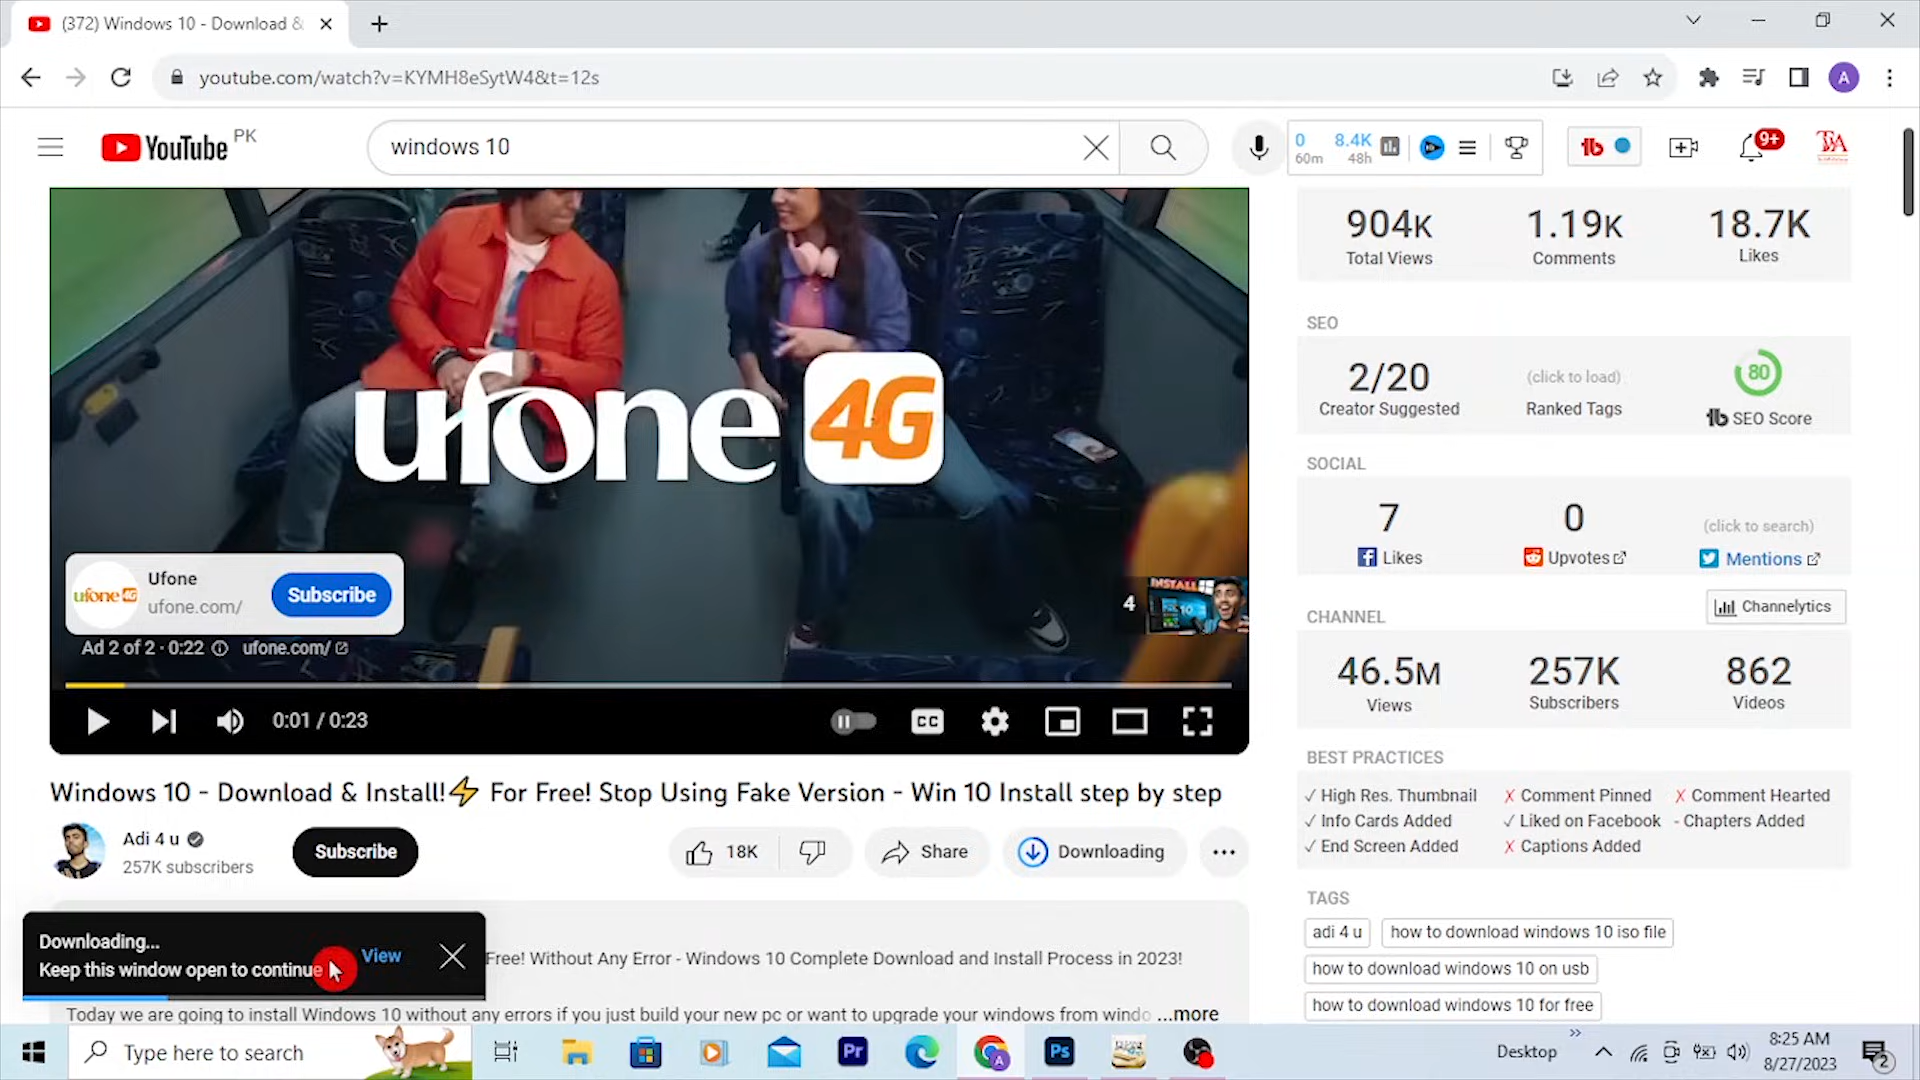 (372) Windows 10 - Download &
youtube.com/watch?v=KYMH8eSytW4&t=12s
A
YouTube PK
windows 10
0 8.4K
60m 48h
9+
ufone 4G
ufone 4G
Ufone
ufone.com/
Subscribe
4
INSTALL
Ad 2 of 2 · 0:22
ufone.com/
0:01 / 0:23
CC
Windows 10 - Download & Install!⚡ For Free! Stop Using Fake Version - Win 10 Install step by step
Adi 4 u
257K subscribers
Subscribe
18K
Share
Downloading
Downloading...
Keep this window open to continue
View
Free! Without Any Error - Windows 10 Complete Download and Install Process in 2023!
Today we are going to install Windows 10 without any errors if you just build your new pc or want to upgrade your windows from windo ...more
904K 1.19K 18.7K
Total Views Comments Likes
SEO
2/20 (click to load) 80
Creator Suggested Ranked Tags SEO Score
SOCIAL
7 0 (click to search)
Likes Upvotes Mentions
CHANNEL
Channelytics
46.5M 257K 862
Views Subscribers Videos
BEST PRACTICES
✓ High Res. Thumbnail ✗ Comment Pinned ✗ Comment Hearted
✓ Info Cards Added ✓ Liked on Facebook - Chapters Added
✓ End Screen Added ✗ Captions Added
TAGS
adi 4 u how to download windows 10 iso file
how to download windows 10 on usb
how to download windows 10 for free
Type here to search
Pr
A
Ps
Desktop
8:25 AM
8/27/2023
2